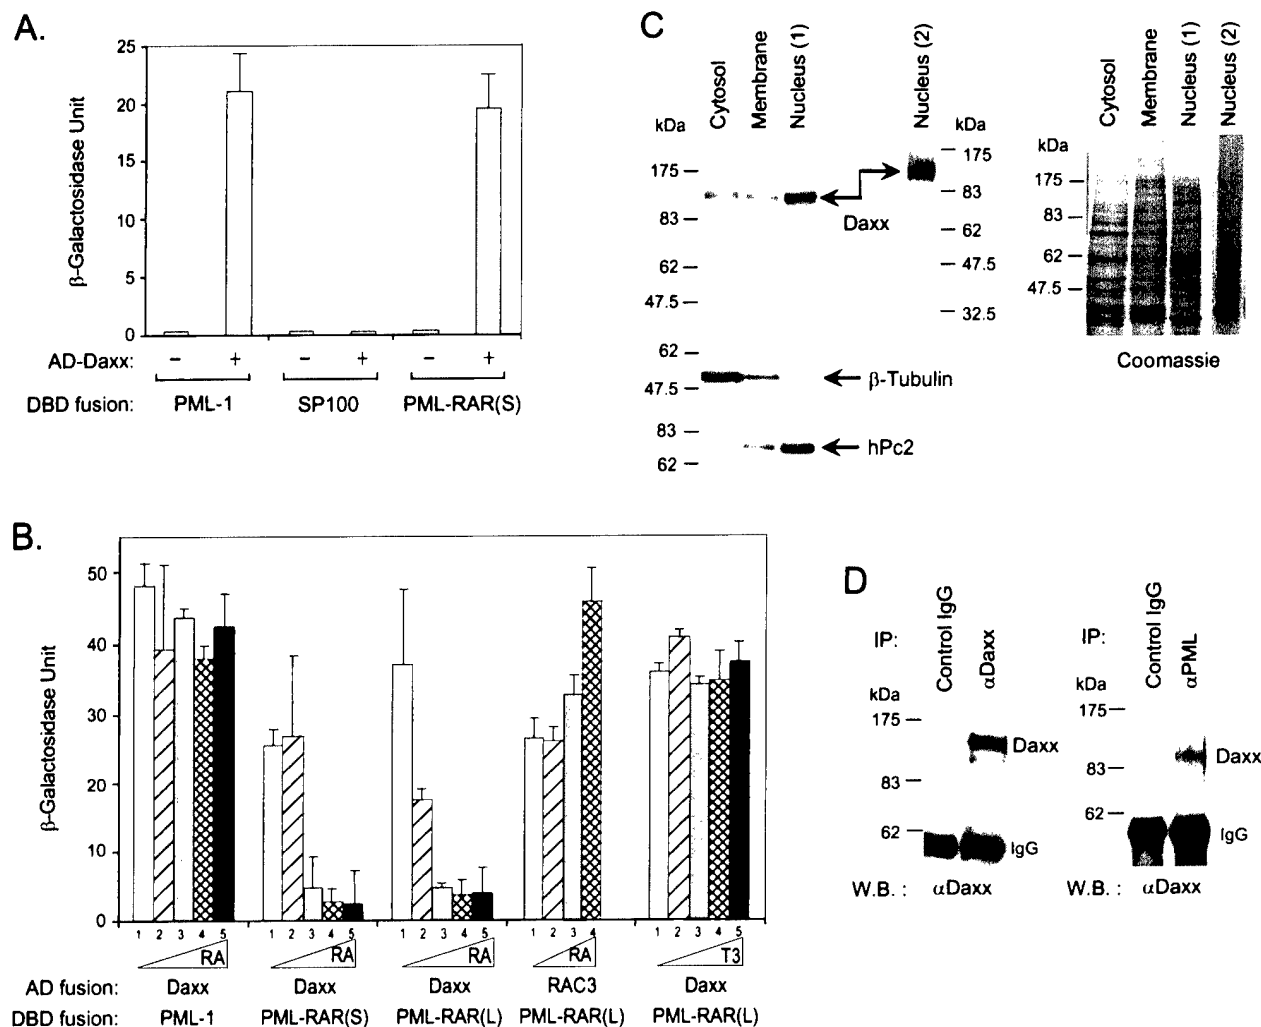 A.
β-Galactosidase Unit
25
20
15
10
5
0
AD-Daxx: − + − + − +
DBD fusion: PML-1 SP100 PML-RAR(S)
B.
β-Galactosidase Unit
50
40
30
20
10
0
1 2 3 4 5 1 2 3 4 5 1 2 3 4 5 1 2 3 4 1 2 3 4 5
RA RA RA RA T3
AD fusion: Daxx Daxx Daxx RAC3 Daxx
DBD fusion: PML-1 PML-RAR(S) PML-RAR(L) PML-RAR(L) PML-RAR(L)
C
Cytosol
Membrane
Nucleus (1)
Nucleus (2)
kDa
175
83
62
47.5
Daxx
kDa
175
83
62
47.5
32.5
62
47.5
β-Tubulin
83
62
hPc2
Cytosol
Membrane
Nucleus (1)
Nucleus (2)
kDa
175
83
62
47.5
Coomassie
D
IP: Control IgG αDaxx
kDa
175
83
62
Daxx
IgG
W.B. : αDaxx
IP: Control IgG αPML
kDa
175
83
62
Daxx
IgG
W.B. : αDaxx